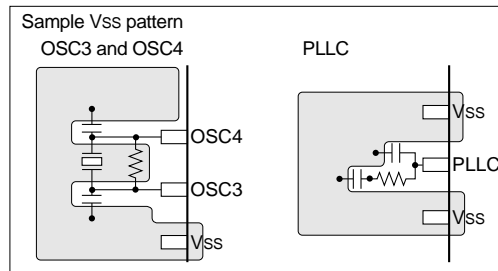 Sample Vss pattern
OSC3 and OSC4
PLLC
OSC4
OSC3
Vss
Vss
PLLC
Vss